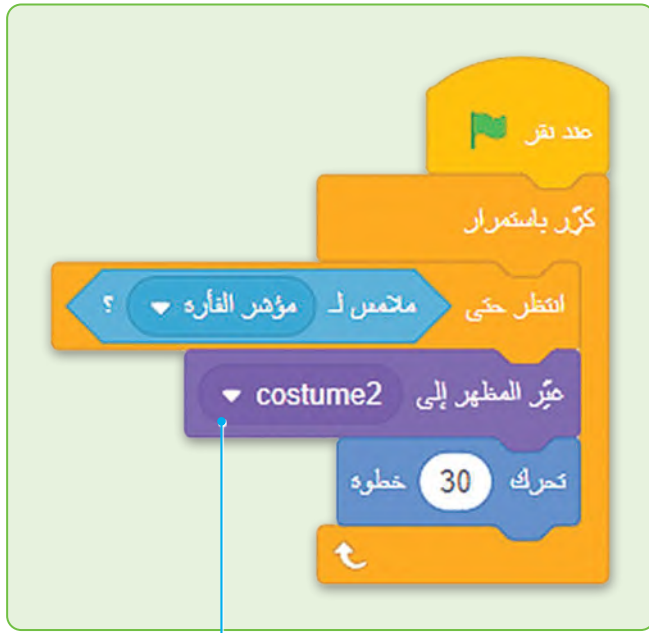 عند نقر
كرّر باستمرار
انتظر حتى ملامس لـ مؤشر الفأرة ؟
غيّر المظهر إلى costume2
تحرك 30 خطوة